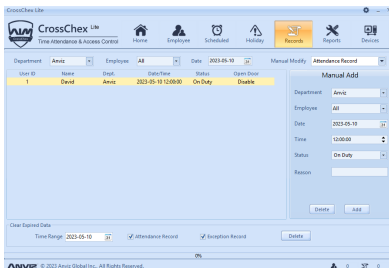 CrossChex Lite
CrossChex Lite
Time Attendance & Access Control
Home Employee Scheduled Holiday Records Reports Devices
Department Anviz Employee All Date 2023-05-10 Manual Modify Attendance Record
User ID Name Dept. Date/Time Status Open Door
1 David Anviz 2023-05-10 12:00:00 On Duty Disable
Manual Add
Department Anviz
Employee All
Date 2023-05-10
Time 12:00:00
Status On Duty
Reason
Delete Add
Clear Expired Data
Time Range 2023-05-10 Attendance Record Exception Record Delete
0%
ANVIZ © 2023 Anviz Global Inc., All Rights Reserved. 0 0